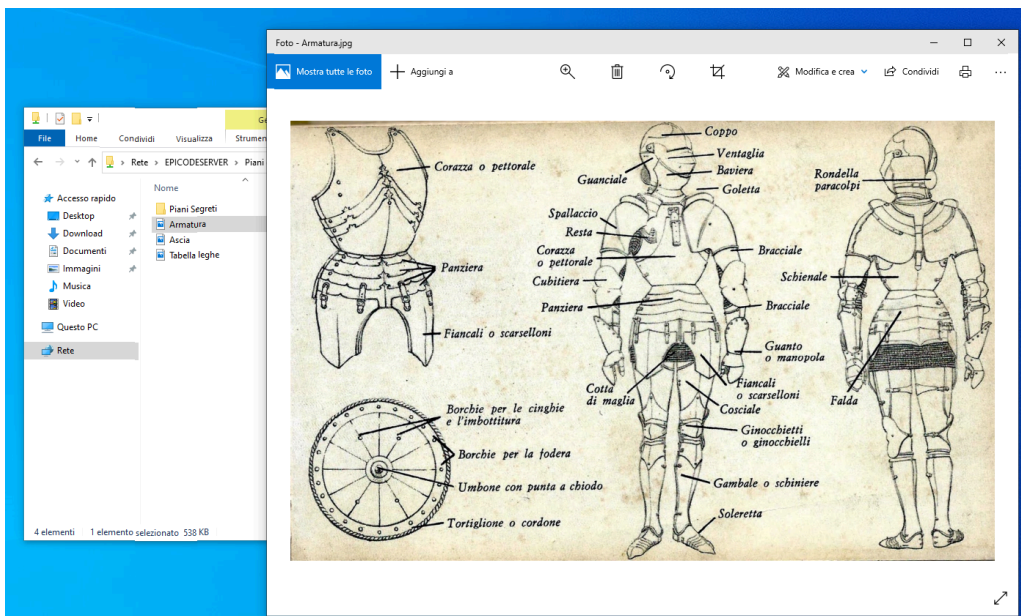 Foto - Armatura.jpg
Mostra tutte le foto
Aggiungi a
Modifica e crea
Condividi
File
Home
Condividi
Visualizza
Strumen
Rete > EPICODESERVER > Piani
Nome
Accesso rapido
Desktop
Download
Documenti
Immagini
Musica
Video
Questo PC
Rete
Piani Segreti
Armatura
Ascia
Tabella leghe
4 elementi 1 elemento selezionato 538 KB
Corazza o pettorale
Panziera
Fiancali o scarselloni
Borchie per le cinghie
e l'imbottitura
Borchie per la fodera
Umbone con punta a chiodo
Tortiglione o cordone
Coppo
Ventaglia
Baviera
Guanciale
Goletta
Spallaccio
Resta
Corazza
o pettorale
Cubitiera
Panziera
Bracciale
Bracciale
Guanto
o manopola
Cotta
di maglia
Fiancali
o scarselloni
Cosciale
Ginocchietti
o ginocchielli
Gambale o schiniere
Soleretta
Rondella
paracolpi
Schienale
Falda